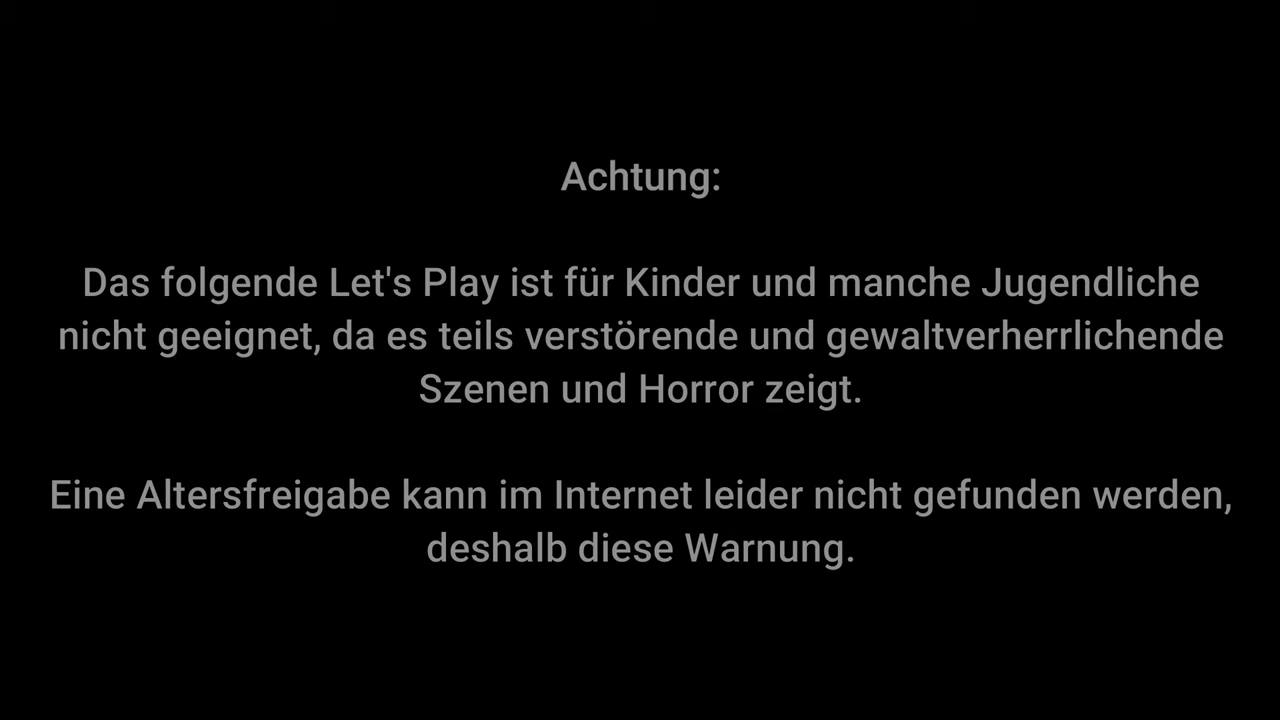 Achtung:
Das folgende Let's Play ist für Kinder und manche Jugendliche
nicht geeignet, da es teils verstörende und gewaltverherrlichende
Szenen und Horror zeigt.
Eine Altersfreigabe kann im Internet leider nicht gefunden werden,
deshalb diese Warnung.